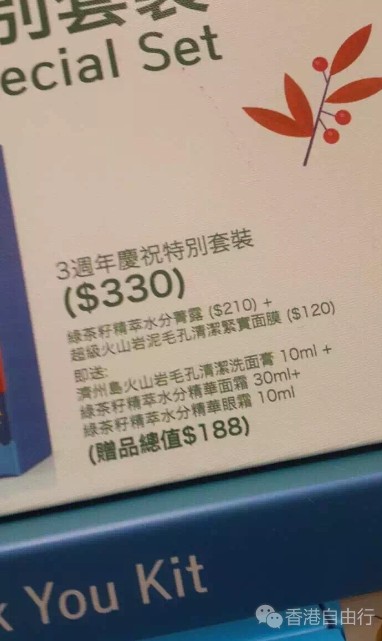 別套裝
ecial Set
3週年慶祝特別套裝
($330)
綠茶籽精萃水分菁露 ($210) +
超級火山岩泥毛孔清潔緊實面膜 ($120)
即送:
濟州島火山岩毛孔清潔洗面膏 10ml +
綠茶籽精萃水分精華面霜 30ml+
綠茶籽精萃水分精華眼霜 10ml
(贈品總值$188)
k You Kit
香港自由行